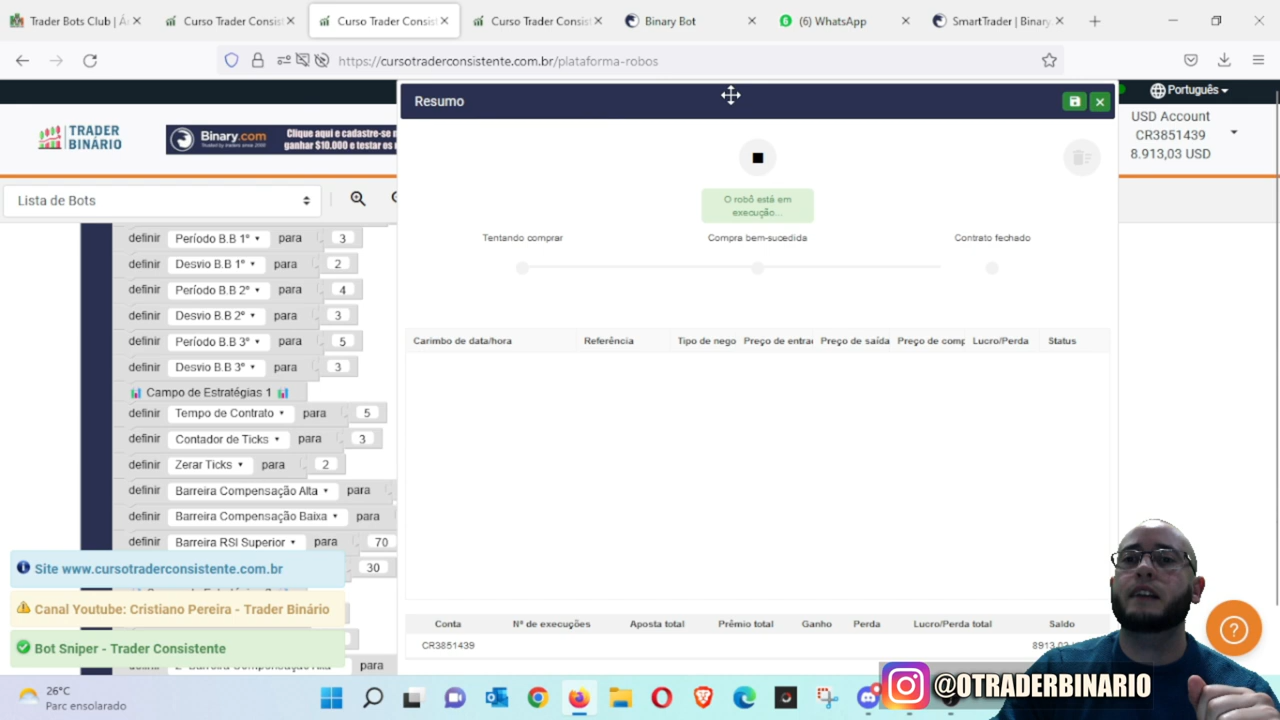 Trader Bots Club | Á
Curso Trader Consist
Curso Trader Consist
Curso Trader Consist
Binary Bot
(6) WhatsApp
SmartTrader | Binary
https://cursotraderconsistente.com.br/plataforma-robos
Resumo
Português
TRADER
BINÁRIO
Binary.com
Clique aqui e cadastre-se
ganhar $10.000 e testar os
USD Account
CR3851439
8.913,03 USD
Lista de Bots
O robô está em
execução...
Tentando comprar
Compra bem-sucedida
Contrato fechado
definir Período B.B 1° para 3
definir Desvio B.B 1° para 2
definir Período B.B 2° para 4
definir Desvio B.B 2° para 3
definir Período B.B 3° para 5
definir Desvio B.B 3° para 3
Campo de Estratégias 1
definir Tempo de Contrato para 5
definir Contador de Ticks para 3
definir Zerar Ticks para 2
definir Barreira Compensação Alta para
definir Barreira Compensação Baixa para
definir Barreira RSI Superior para 70
30
Carimbo de data/hora Referência Tipo de nego Preço de entra Preço de saída Preço de comp Lucro/Perda Status
Site www.cursotraderconsistente.com.br
Canal Youtube: Cristiano Pereira - Trader Binário
Bot Sniper - Trader Consistente
Conta Nº de execuções Aposta total Prêmio total Ganho Perda Lucro/Perda total Saldo
CR3851439 8913,03
@OTRADERBINARIO
26°C
Parc ensolarado